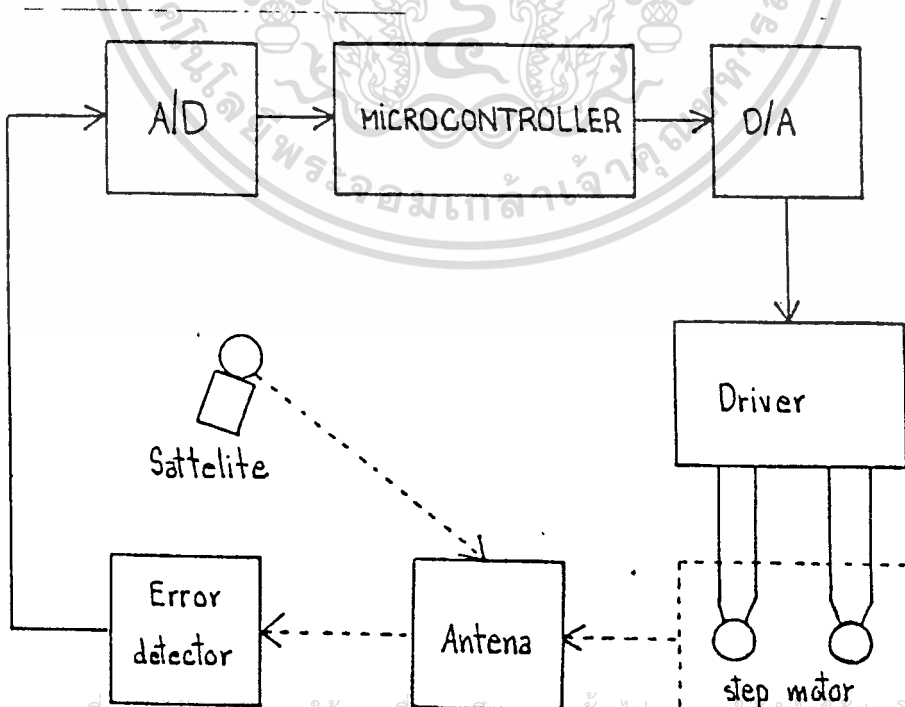 A/D
MICROCONTROLLER
D/A
Driver
Sattelite
Error
detector
Antena
step motor